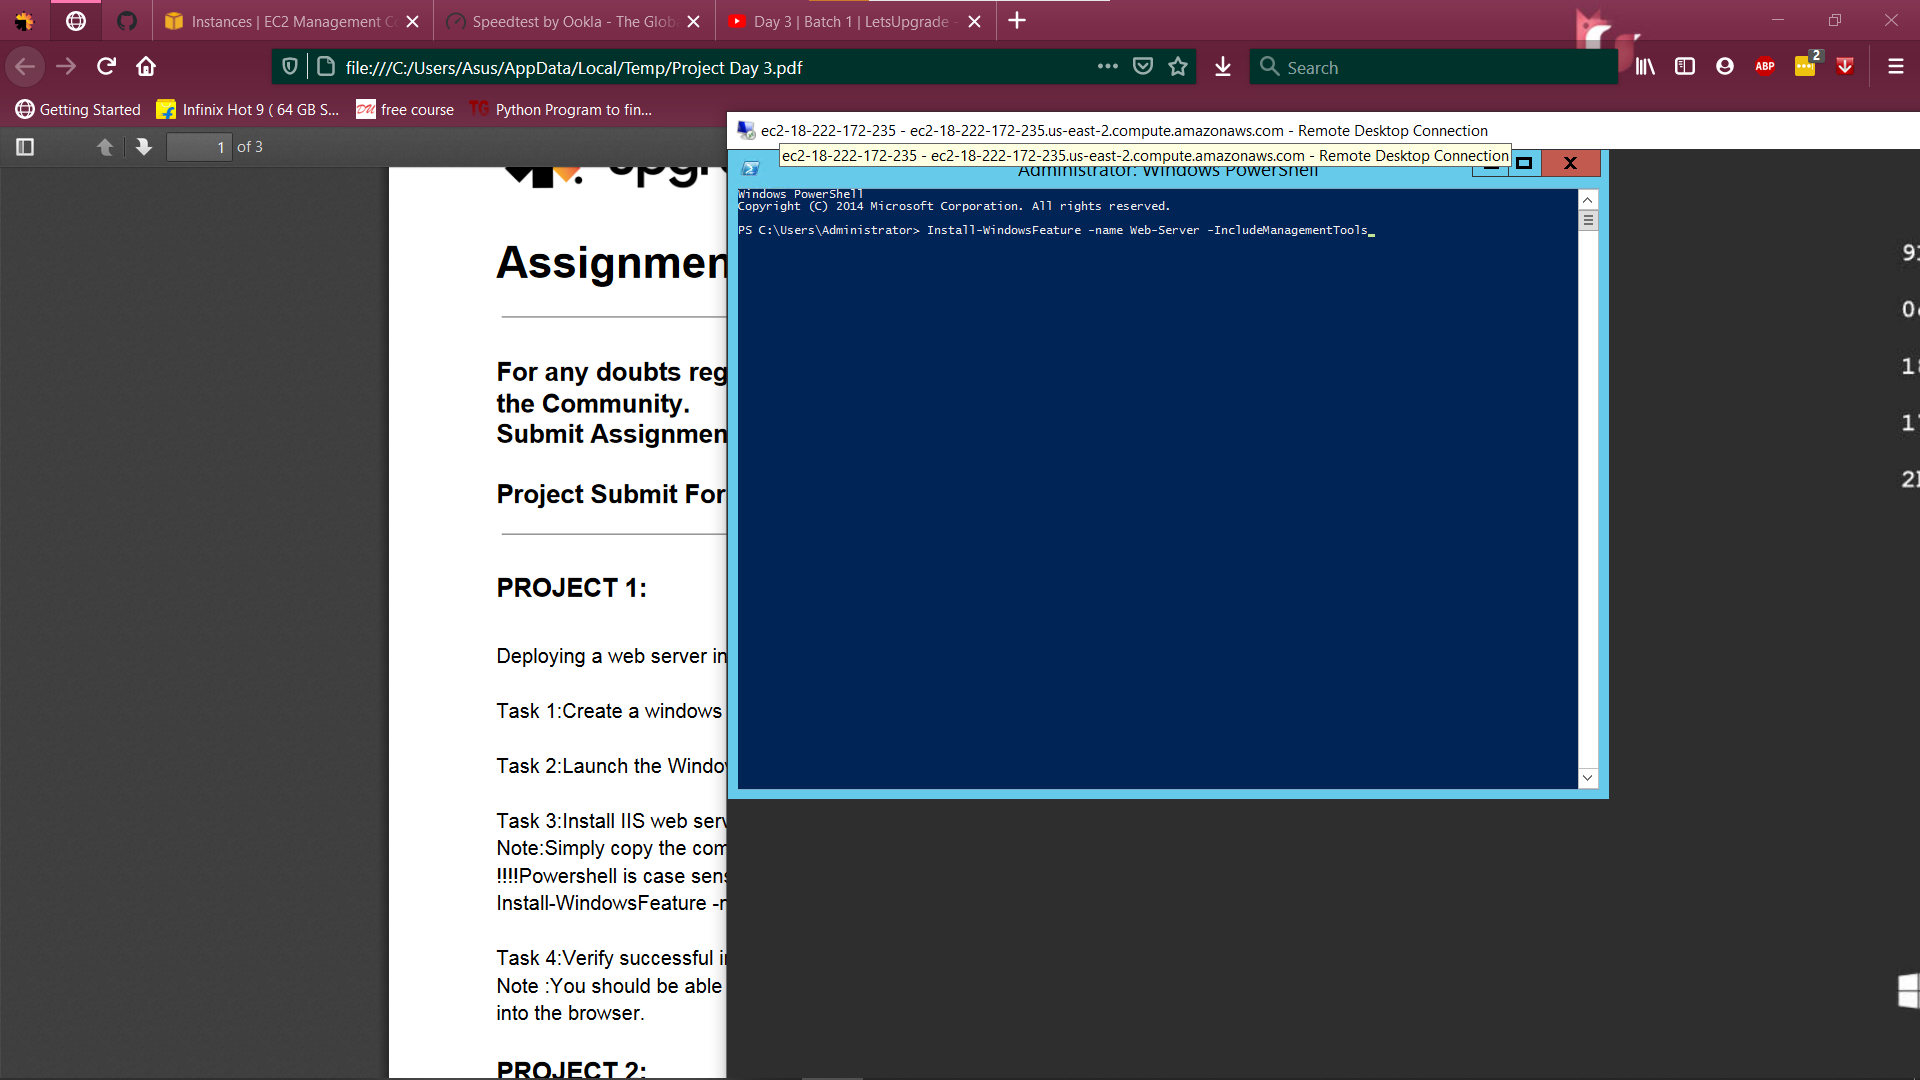 Instances | EC2 Management Co
Speedtest by Ookla - The Globa
Day 3 | Batch 1 | LetsUpgrade -
file:///C:/Users/Asus/AppData/Local/Temp/Project Day 3.pdf
Search
ABP
2
Getting Started
Infinix Hot 9 ( 64 GB S...
DU
free course
TG
Python Program to fin...
1
of 3
ec2-18-222-172-235 - ec2-18-222-172-235.us-east-2.compute.amazonaws.com - Remote Desktop Connection
ec2-18-222-172-235 - ec2-18-222-172-235.us-east-2.compute.amazonaws.com - Remote Desktop Connection
Administrator: Windows PowerShell
Windows PowerShell
Copyright (C) 2014 Microsoft Corporation. All rights reserved.
PS C:\Users\Administrator> Install-WindowsFeature -name Web-Server -IncludeManagementTools_
upgr
Assignmen
For any doubts reg
the Community.
Submit Assignmen
Project Submit For
PROJECT 1:
Deploying a web server in
Task 1:Create a windows
Task 2:Launch the Windo
Task 3:Install IIS web serv
Note:Simply copy the com
!!!!Powershell is case sens
Install-WindowsFeature -n
Task 4:Verify successful i
Note :You should be able
into the browser.
PROJECT 2: